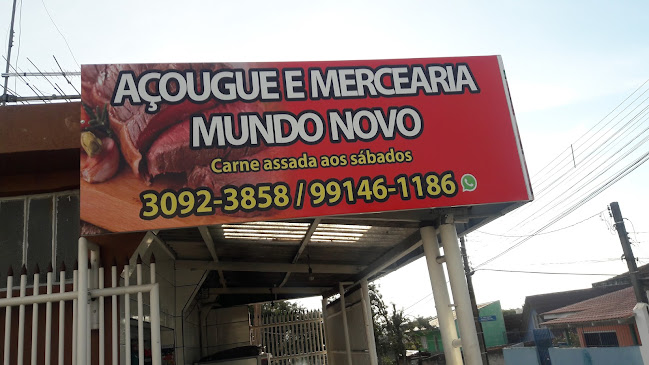 AÇOUGUE E MERCEARIA
MUNDO NOVO
Carne assada aos sábados
3092-3858 / 99146-1186